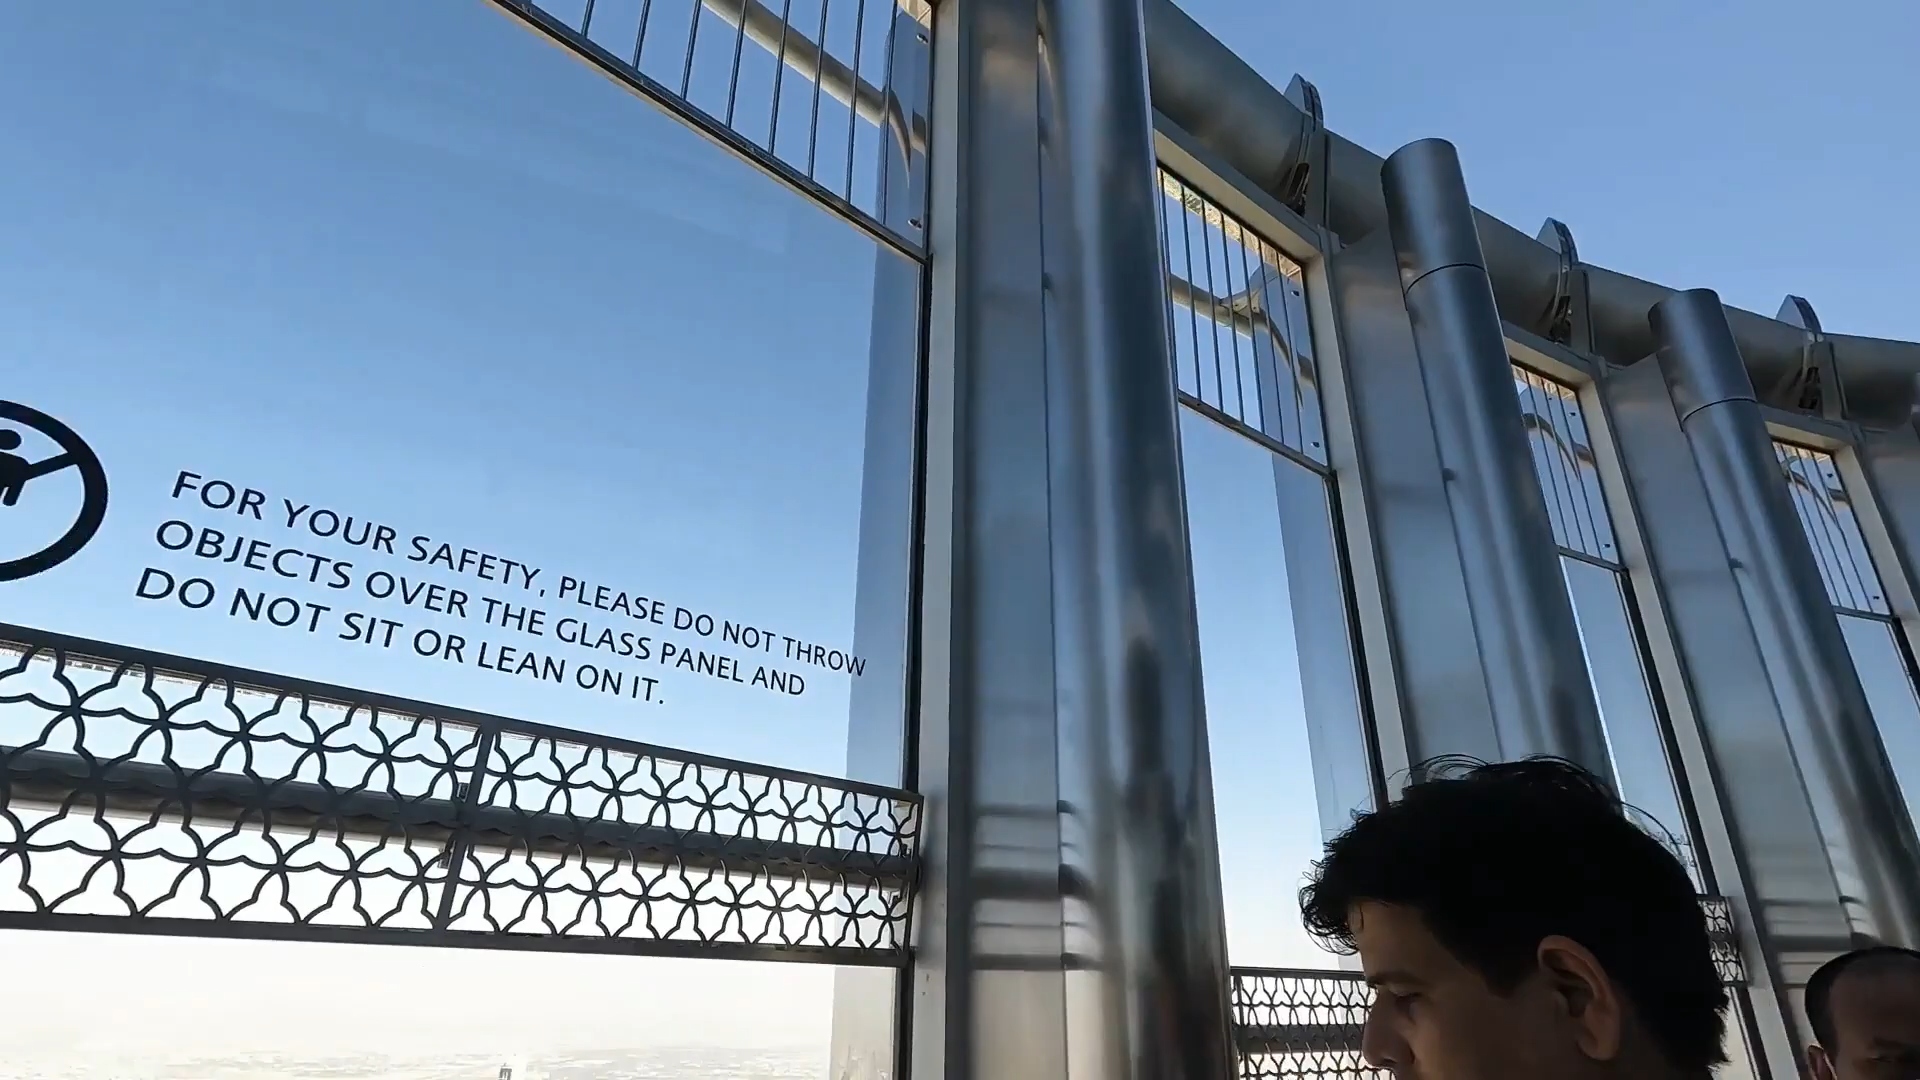 FOR YOUR SAFETY, PLEASE DO NOT THROW
OBJECTS OVER THE GLASS PANEL AND
DO NOT SIT OR LEAN ON IT.